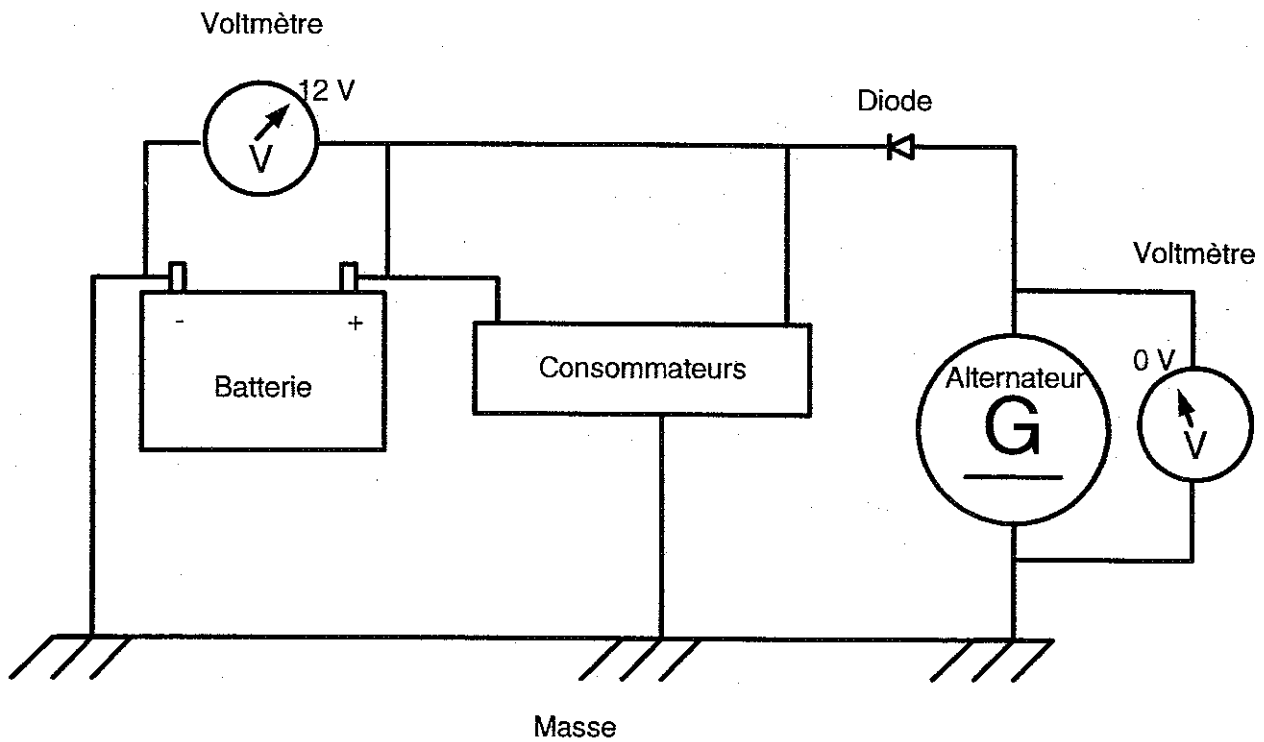 Voltmètre
12 V
V
Diode
Voltmètre
- +
Batterie
Consommateurs
0 V
Alternateur
G
V
Masse